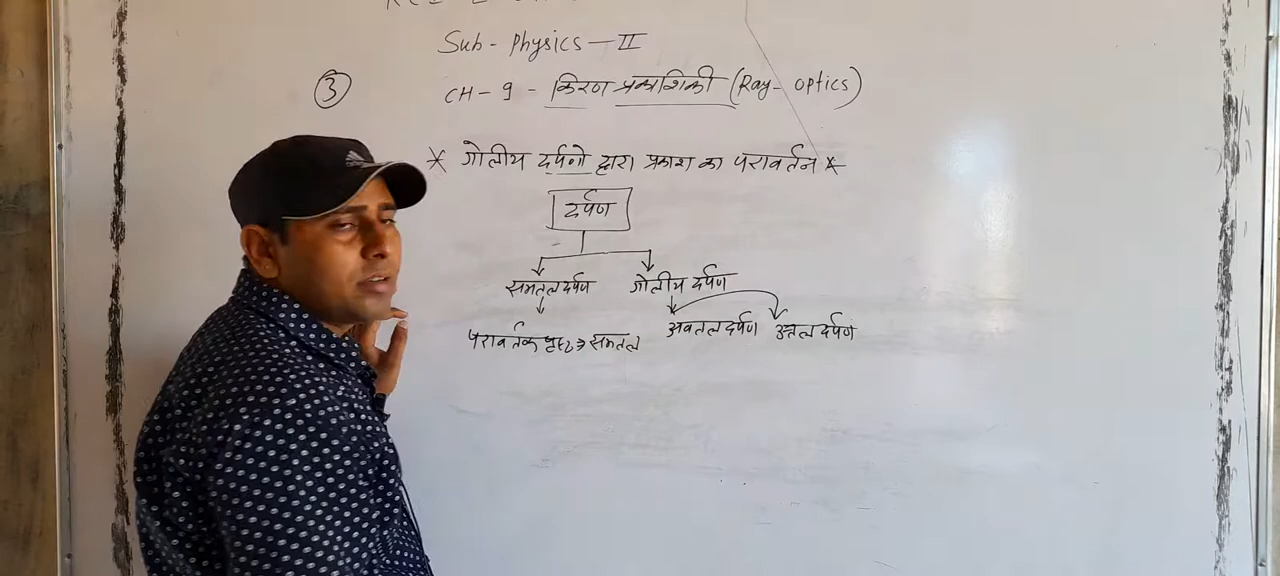 Sub - Physics - II
③
CH - 9 - किरण प्रकाशिकी (Ray - Optics)
* गोलीय दर्पणो द्वारा प्रकाश का परावर्तन *
दर्पण
समतल दर्पण गोलीय दर्पण
परावर्तक पृष्ठ → समतल अवतल दर्पण उत्तल दर्पण